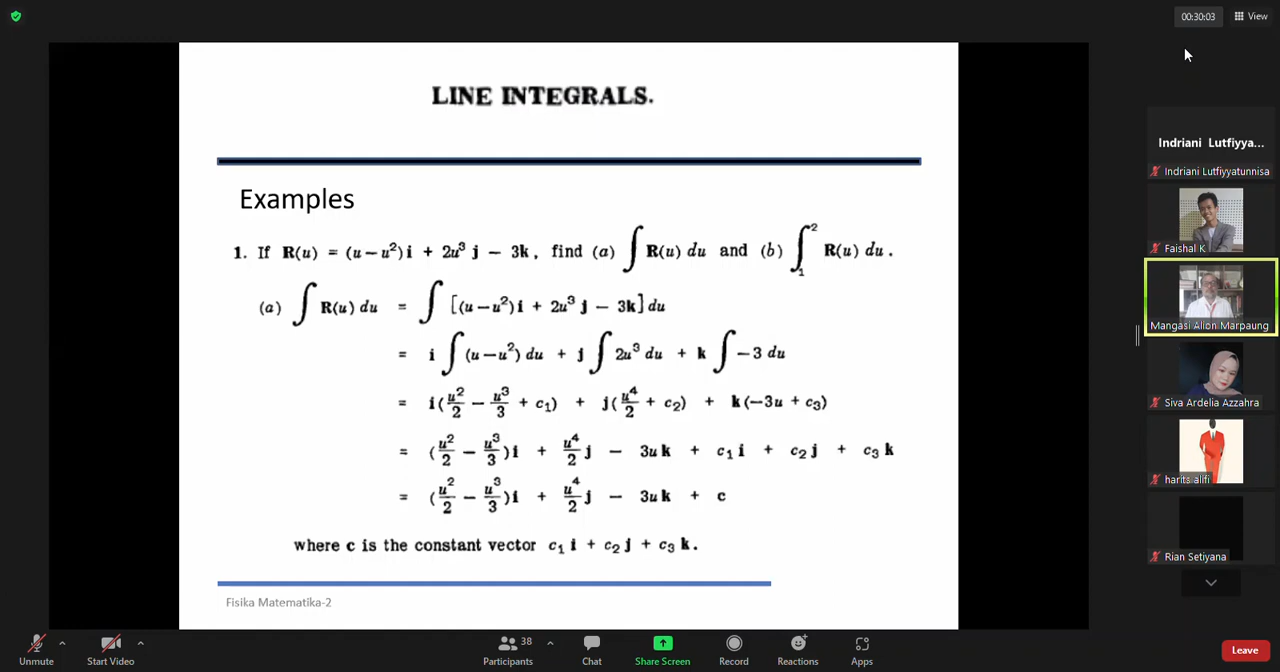 00:30:03
View
LINE INTEGRALS.
Examples
1. If R(u) = (u−u²)i + 2u³ j − 3k, find (a) ∫ R(u) du and (b) ∫₁² R(u) du.
(a) ∫ R(u) du = ∫ [(u−u²)i + 2u³ j − 3k] du
= i ∫ (u−u²) du + j ∫ 2u³ du + k ∫ −3 du
= i(u²/2 − u³/3 + c₁) + j(u⁴/2 + c₂) + k(−3u + c₃)
= (u²/2 − u³/3)i + u⁴/2 j − 3u k + c₁ i + c₂ j + c₃ k
= (u²/2 − u³/3)i + u⁴/2 j − 3u k + c
where c is the constant vector c₁ i + c₂ j + c₃ k.
Fisika Matematika-2
Indriani Lutfiyya...
Indriani Lutfiyyatunnisa
Faishal K
Mangasi Alion Marpaung
Siva Ardelia Azzahra
harits alifi
Rian Setiyana
Unmute
Start Video
38
Participants
Chat
Share Screen
Record
Reactions
Apps
Leave